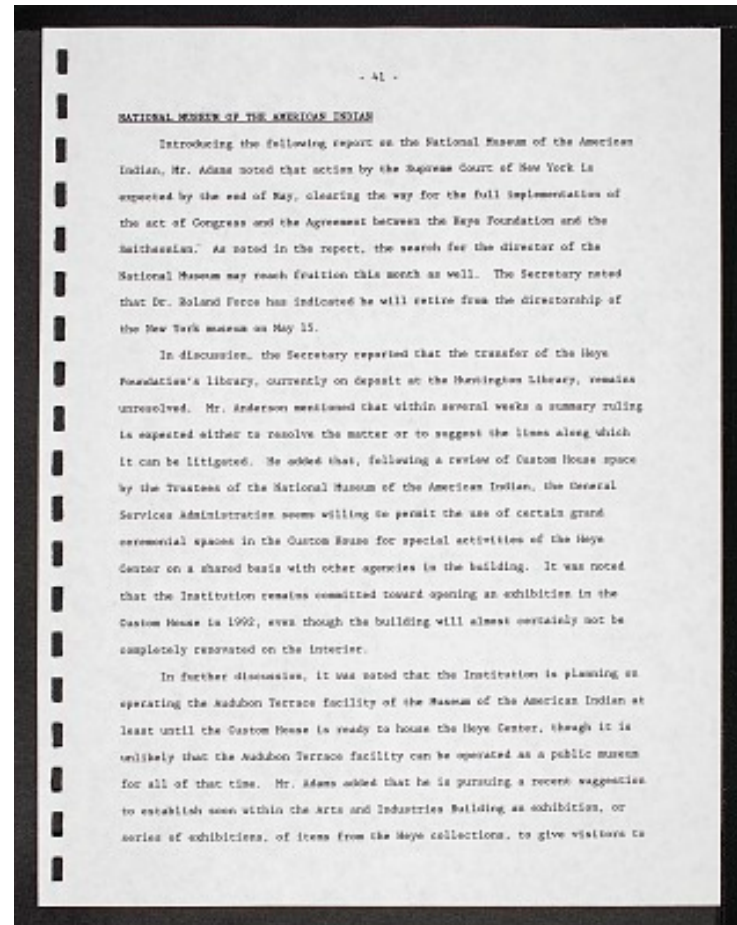 - 41 -
NATIONAL MUSEUM OF THE AMERICAN INDIAN
Introducing the following report on the National Museum of the American
Indian, Mr. Adams noted that action by the Supreme Court of New York is
expected by the end of May, clearing the way for the full implementation of
the act of Congress and the Agreement between the Heye Foundation and the
Smithsonian. As noted in the report, the search for the director of the
National Museum may reach fruition this month as well. The Secretary noted
that Dr. Roland Force has indicated he will retire from the directorship of
the New York museum on May 15.
In discussion, the Secretary reported that the transfer of the Heye
Foundation's library, currently on deposit at the Huntington Library, remains
unresolved. Mr. Anderson mentioned that within several weeks a summary ruling
is expected either to resolve the matter or to suggest the lines along which
it can be litigated. He added that, following a review of Custom House space
by the Trustees of the National Museum of the American Indian, the General
Services Administration seems willing to permit the use of certain grand
ceremonial spaces in the Custom House for special activities of the Heye
Center on a shared basis with other agencies in the building. It was noted
that the Institution remains committed toward opening an exhibition in the
Custom House in 1992, even though the building will almost certainly not be
completely renovated on the interior.
In further discussion, it was noted that the Institution is planning on
operating the Audubon Terrace facility of the Museum of the American Indian at
least until the Custom House is ready to house the Heye Center, though it is
unlikely that the Audubon Terrace facility can be operated as a public museum
for all of that time. Mr. Adams added that he is pursuing a recent suggestion
to establish soon within the Arts and Industries Building an exhibition, or
series of exhibitions, of items from the Heye collections, to give visitors to